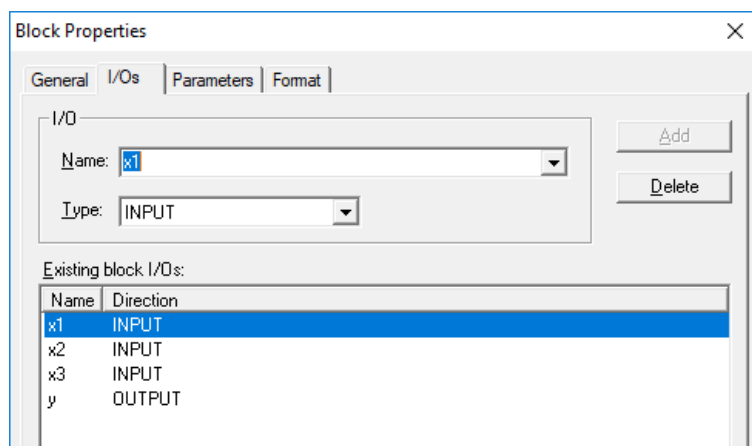 Block Properties
General I/Os Parameters Format
I/O
Name: x1
Add
Type: INPUT
Delete
Existing block I/Os:
Name Direction
x1 INPUT
x2 INPUT
x3 INPUT
y OUTPUT